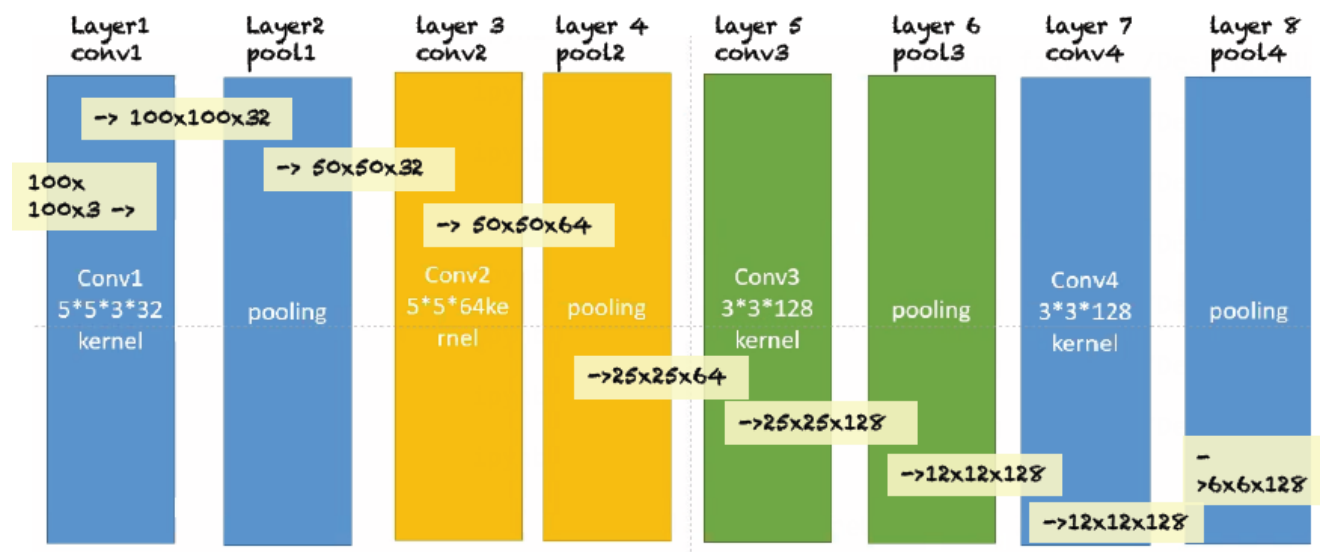 Layer1
conv1
Layer2
pool1
layer 3
conv2
layer 4
pool2
layer 5
conv3
layer 6
pool3
layer 7
conv4
layer 8
pool4
-> 100x100x32
-> 50x50x32
100x
100x3 ->
-> 50x50x64
Conv1
5*5*3*32
kernel
pooling
Conv2
5*5*64ke
rnel
pooling
Conv3
3*3*128
kernel
pooling
Conv4
3*3*128
kernel
pooling
->25x25x64
->25x25x128
->12x12x128
-
>6x6x128
->12x12x128